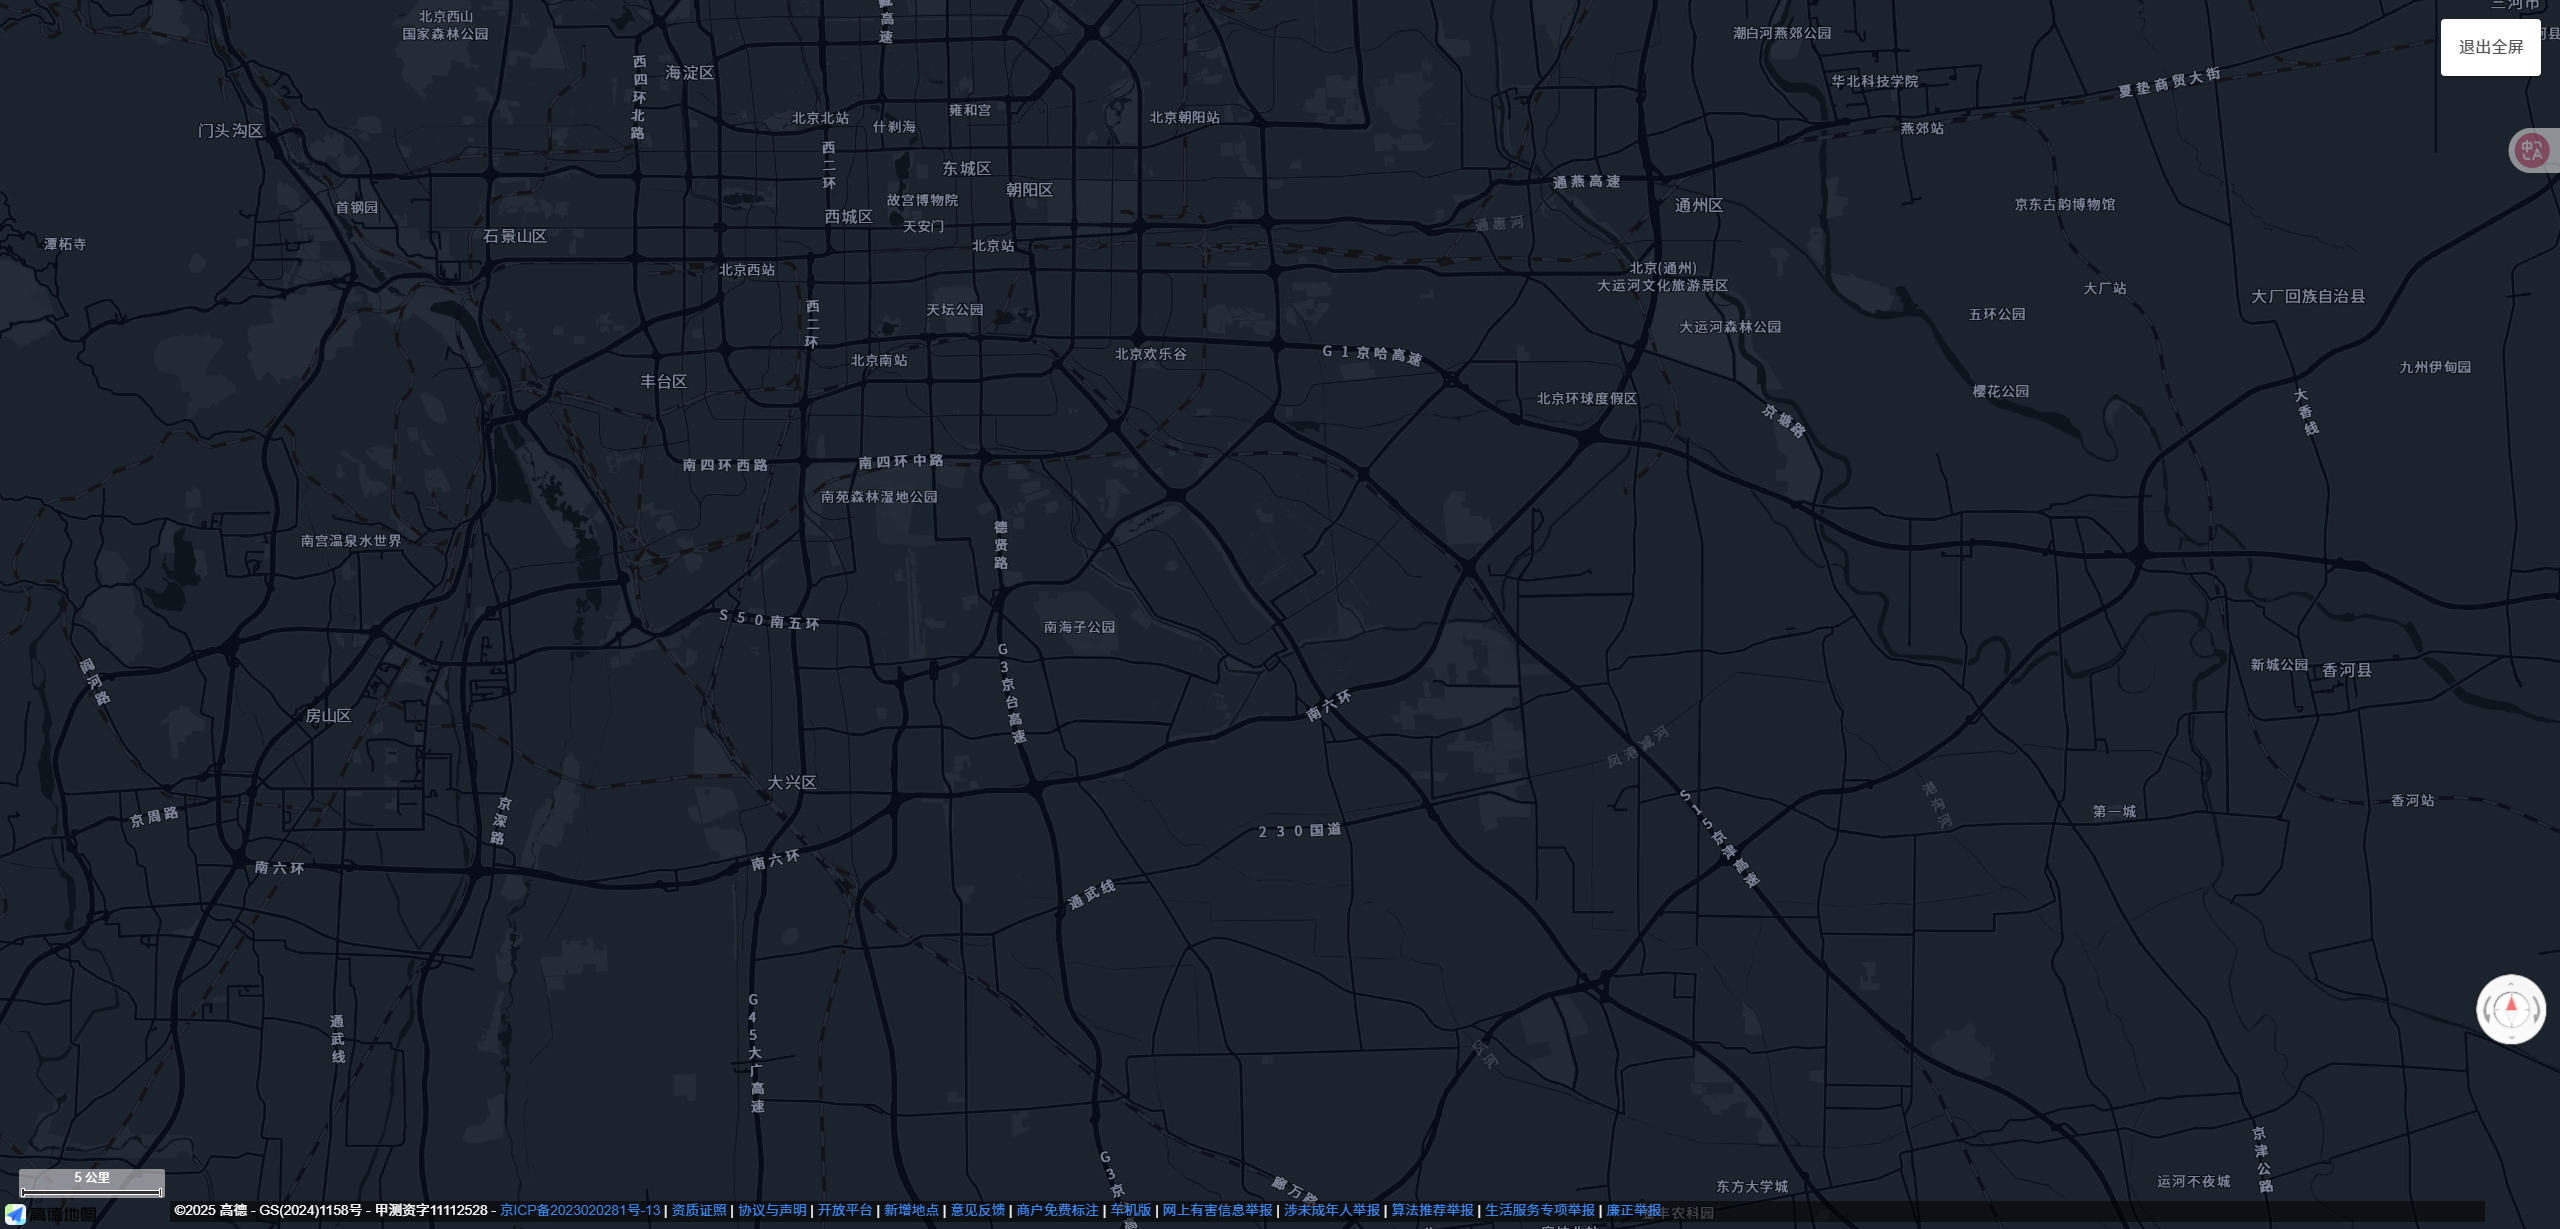 三河市
北京西山
国家森林公园
高速
潮白河燕郊公园
退出全屏
西四环北路
海淀区
华北科技学院
夏垫商贸大街
北京北站
雍和宫
北京朝阳站
什刹海
门头沟区
燕郊站
西二环
东城区
朝阳区
通燕高速
故宫博物院
首钢园
西城区
天安门
通州区
京东古韵博物馆
通惠河
石景山区
潭柘寺
北京站
北京西站
北京(通州)
大运河文化旅游景区
大厂站
大厂回族自治县
西二环
天坛公园
五环公园
大运河森林公园
北京南站
北京欢乐谷
G1京哈高速
九州伊甸园
丰台区
北京环球度假区
樱花公园
大香线
京塘路
南四环西路
南四环中路
南苑森林湿地公园
德贤路
南宫温泉水世界
S50南五环
南海子公园
G3京台高速
阎河路
新城公园
香河县
房山区
南六环
凤港减河
大兴区
港沟河
S15京津高速
香河站
第一城
京周路
京深路
230国道
南六环
南六环
通武线
G45大广高速
通武线
凤河
京津公路
G3京
廊万路
东方大学城
运河不夜城
5 公里
高德地图
©2025 高德 - GS(2024)1158号 - 甲测资字11112528 - 京ICP备2023020281号-13 | 资质证照 | 协议与声明 | 开放平台 | 新增地点 | 意见反馈 | 商户免费标注 | 车机版 | 网上有害信息举报 | 涉未成年人举报 | 算法推荐举报 | 生活服务专项举报 | 廉正举报